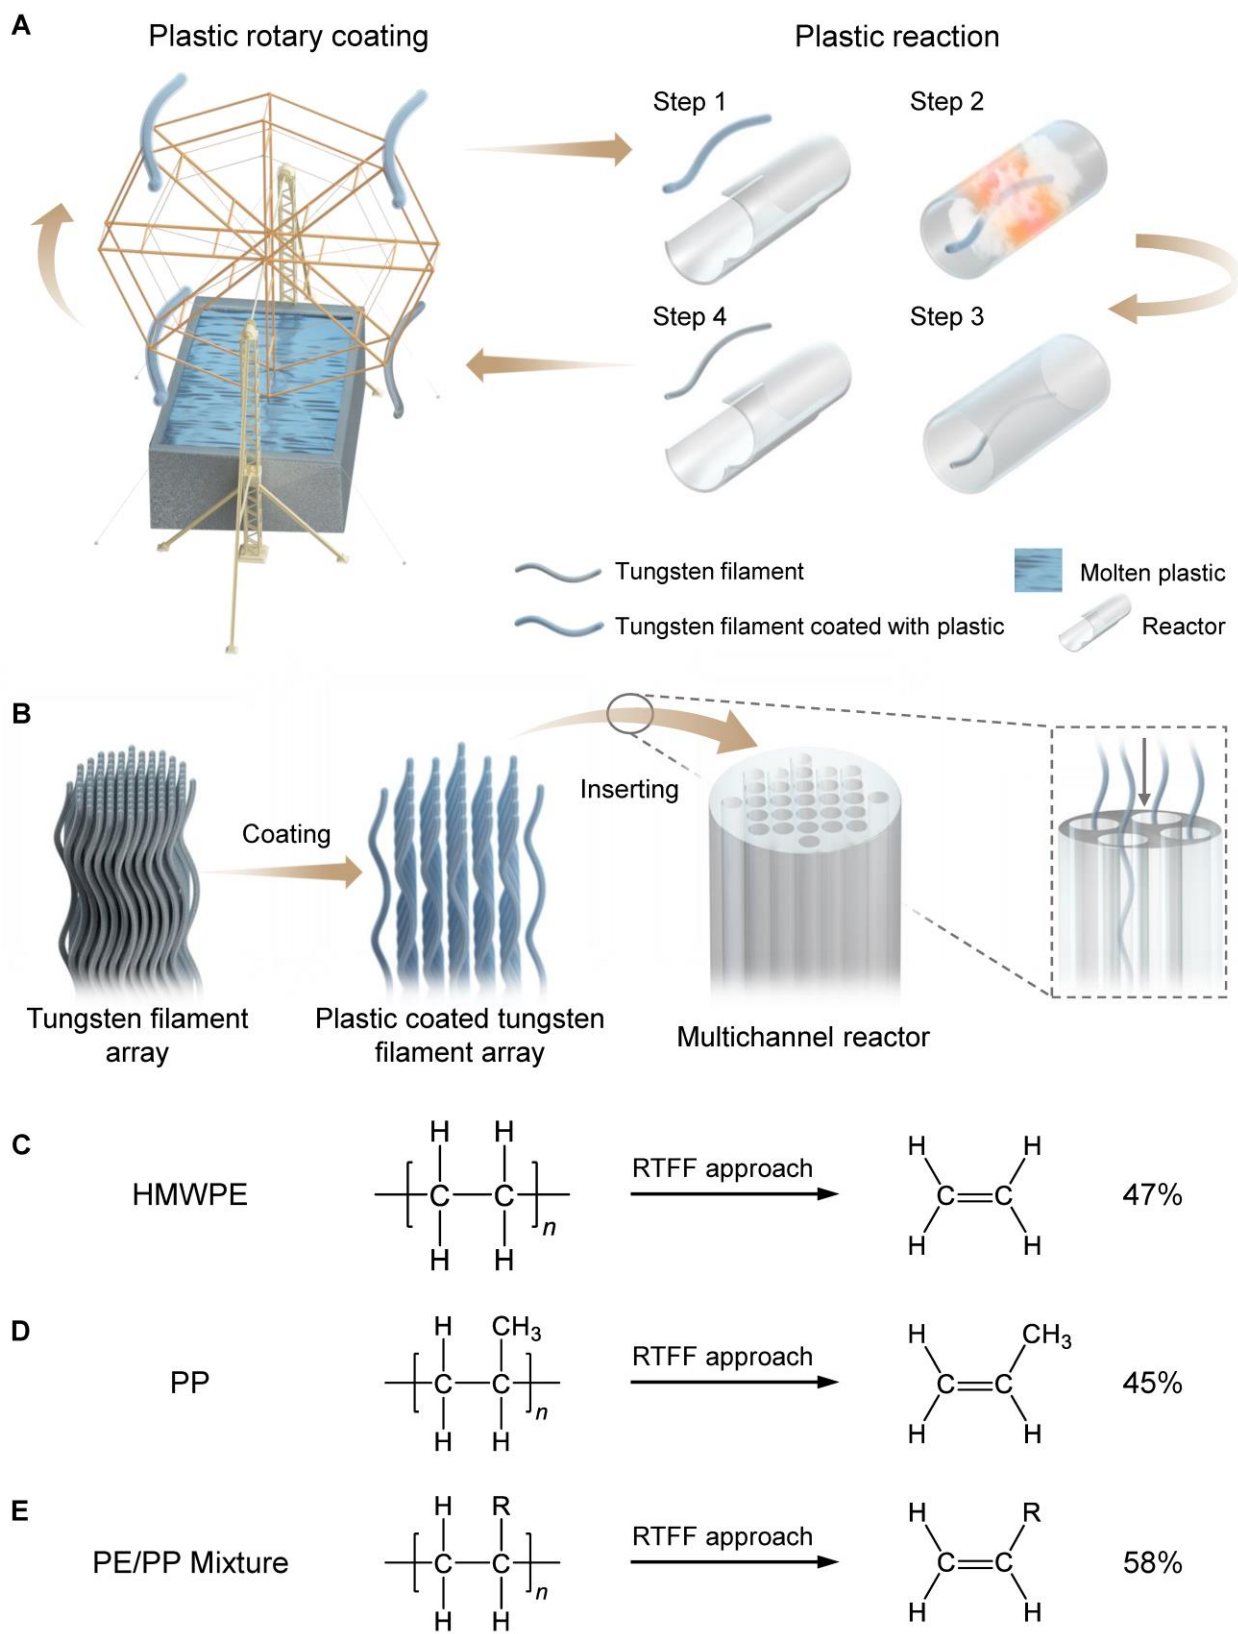 A
Plastic rotary coating
Plastic reaction
Step 1
Step 2
Step 4
Step 3
Tungsten filament
Molten plastic
Tungsten filament coated with plastic
Reactor
B
Coating
Inserting
Tungsten filament
array
Plastic coated tungsten
filament array
Multichannel reactor
C
HMWPE
H H
C C
n
H H
RTFF approach
H H
C C
H H
47%
D
PP
H CH₃
C C
n
H H
RTFF approach
H CH₃
C C
H H
45%
E
PE/PP Mixture
H R
C C
n
H H
RTFF approach
H R
C C
H H
58%